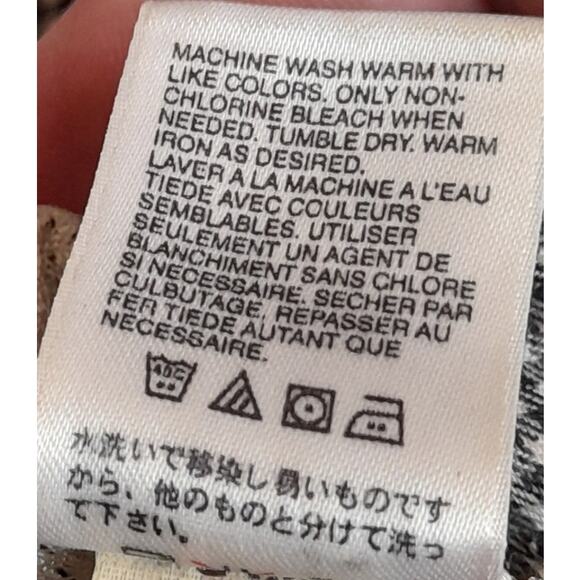 MACHINE WASH WARM WITH
LIKE COLORS. ONLY NON-
CHLORINE BLEACH WHEN
NEEDED. TUMBLE DRY. WARM
IRON AS DESIRED.
LAVER A LA MACHINE A L'EAU
TIEDE AVEC COULEURS
SEMBLABLES. UTILISER
SEULEMENT UN AGENT DE
BLANCHIMENT SANS CHLORE
SI NECESSAIRE. SECHER PAR
CULBUTAGE. REPASSER AU
FER TIEDE AUTANT QUE
NECESSAIRE.
40C
水洗いで移染し易いものです
から、他のものと分けて洗っ
て下さい。